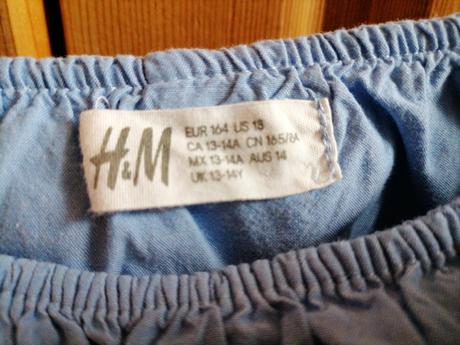 H&M
EUR 164 US 13
CA 13-14A CN 165/8A
MX 13-14A AUS 14
UK 13-14Y